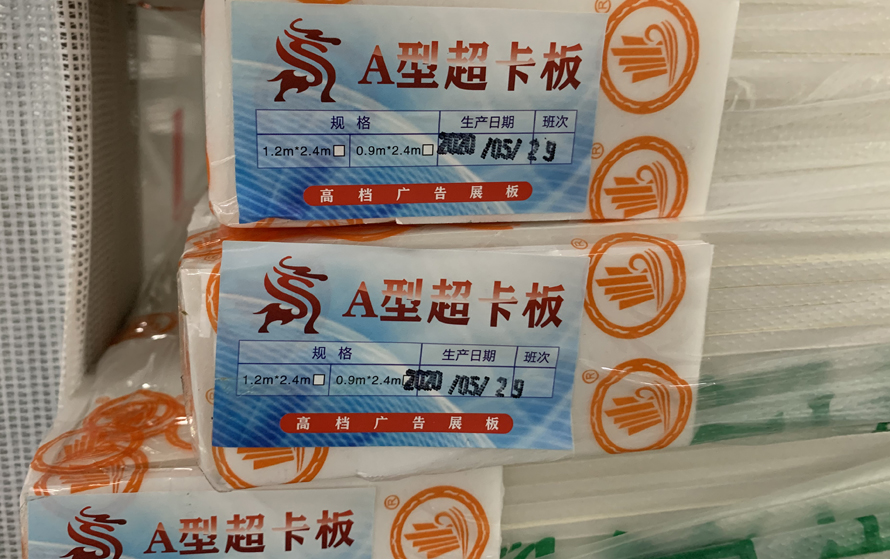 ®
A型超卡板
规 格 生产日期 班次
1.2m*2.4m□ 0.9m*2.4m□ 2020/05/29
高档广告展板
®
®
A型超卡板
规 格 生产日期 班次
1.2m*2.4m□ 0.9m*2.4m□ 2020/05/29
高档广告展板
®
®
A型超卡板